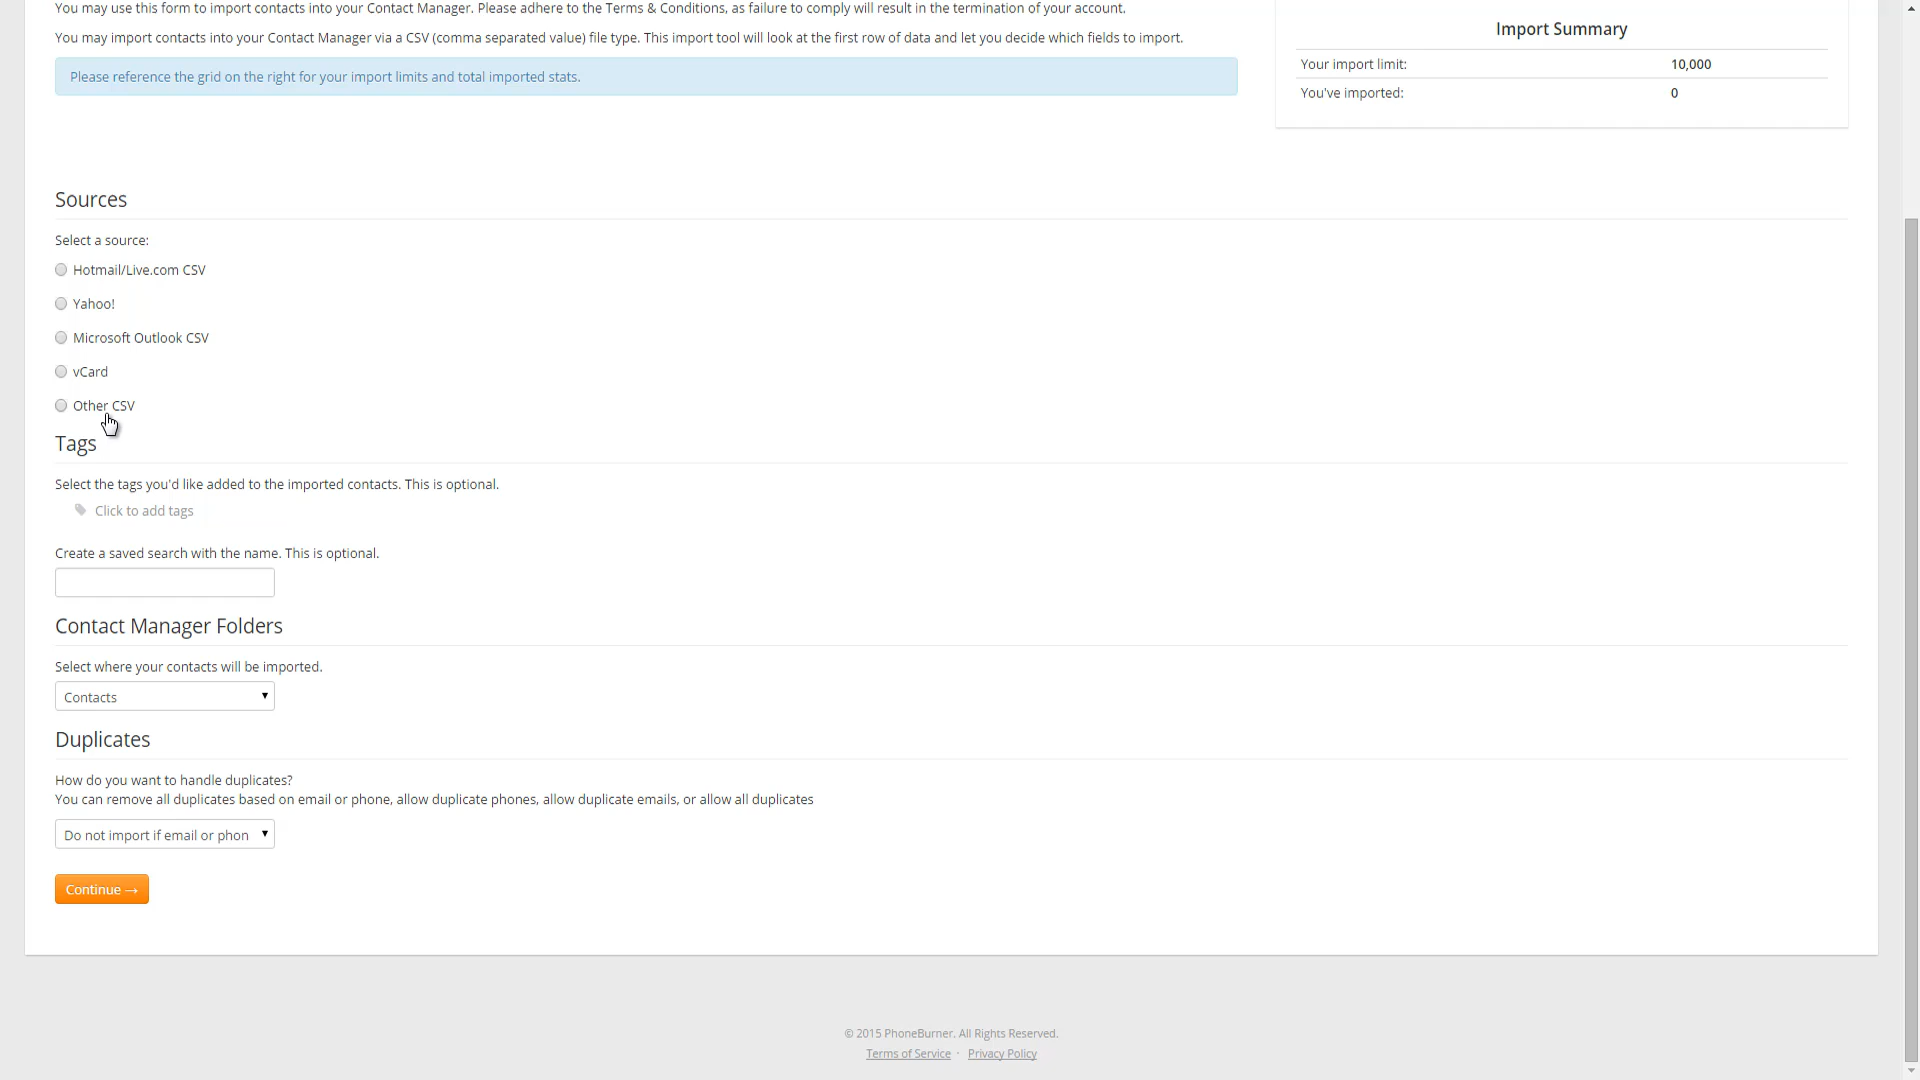 You may use this form to import contacts into your Contact Manager. Please adhere to the Terms & Conditions, as failure to comply will result in the termination of your account.
You may import contacts into your Contact Manager via a CSV (comma separated value) file type. This import tool will look at the first row of data and let you decide which fields to import.
Please reference the grid on the right for your import limits and total imported stats.
Import Summary
Your import limit: 10,000
You've imported: 0
Sources
Select a source:
Hotmail/Live.com CSV
Yahoo!
Microsoft Outlook CSV
vCard
Other CSV
Tags
Select the tags you'd like added to the imported contacts. This is optional.
Click to add tags
Create a saved search with the name. This is optional.
Contact Manager Folders
Select where your contacts will be imported.
Contacts
Duplicates
How do you want to handle duplicates?
You can remove all duplicates based on email or phone, allow duplicate phones, allow duplicate emails, or allow all duplicates
Do not import if email or phon
Continue →
© 2015 PhoneBurner. All Rights Reserved.
Terms of Service · Privacy Policy